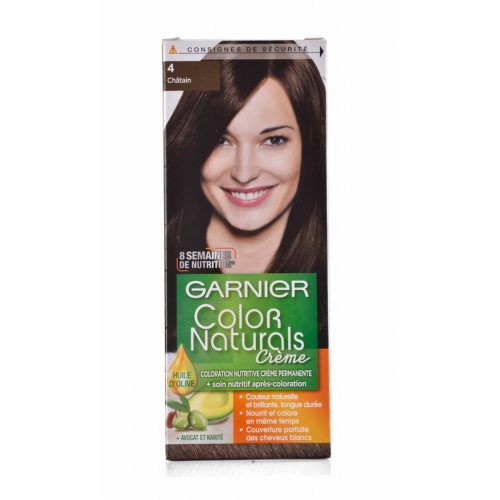 CONSIGNES DE SECURITÉ
4
Châtain
8 SEMAINES
DE NUTRITION
GARNIER
Color
Naturals
Crème
COLORATION NUTRITIVE CRÈME PERMANENTE
+ soin nutritif après-coloration
HUILE
D'OLIVE
• Couleur naturelle
et brillante, longue durée
• Nourrit et colore
en même temps
• Couverture parfaite
des cheveux blancs
+ AVOCAT ET KARITÉ